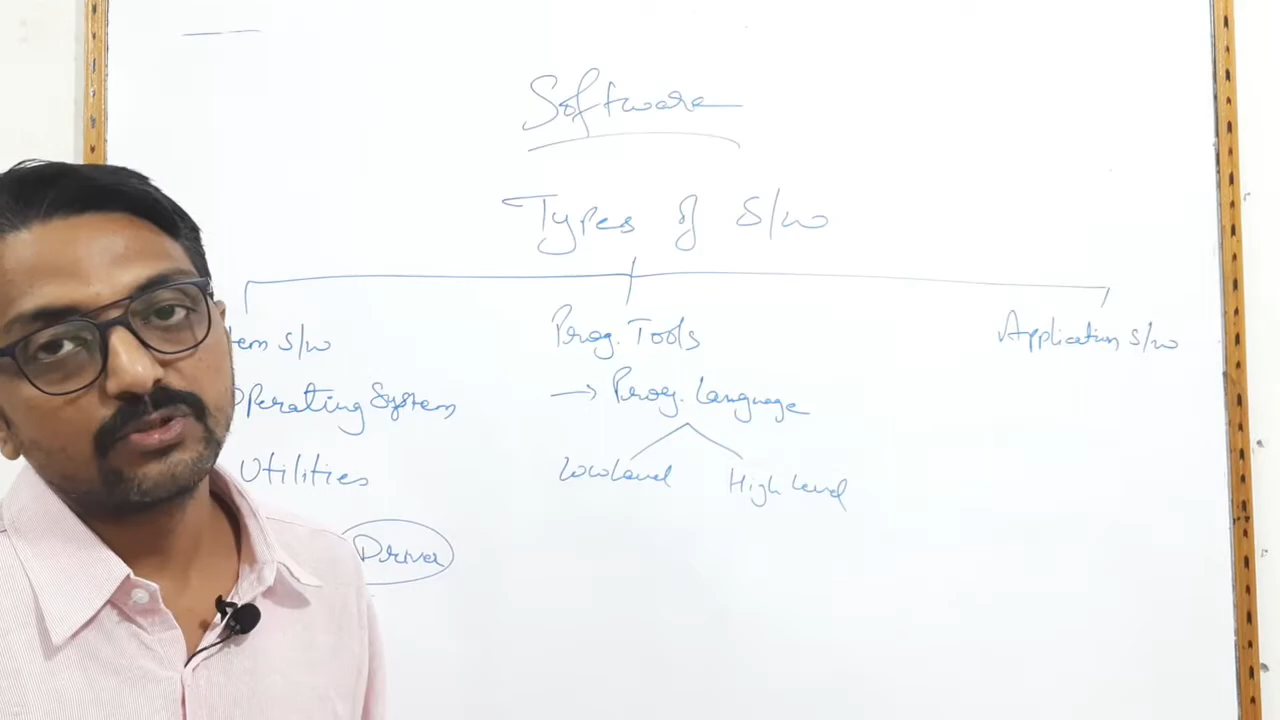 Software
Types of S/w
tem S/w
Prog. Tools
Application S/w
Operating System
→ Prog. Language
Utilities
Low Level
High Level
Driver